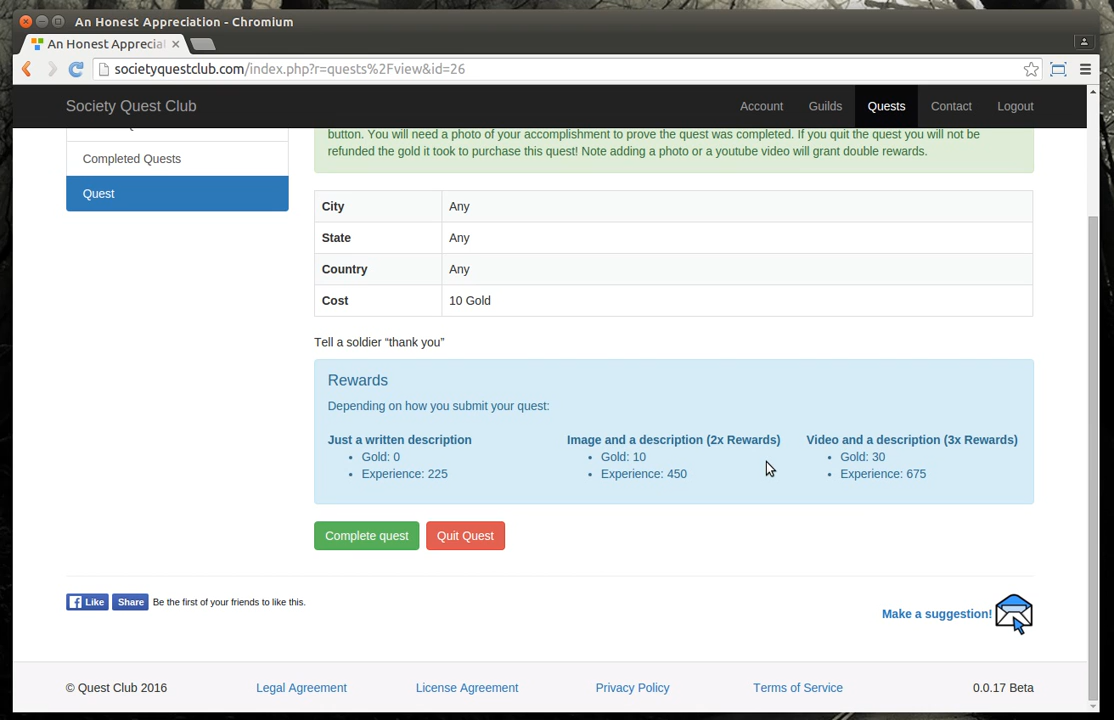 An Honest Appreciation - Chromium
An Honest Apprecia
societyquestclub.com/index.php?r=quests%2Fview&id=26
Society Quest Club
Account
Guilds
Quests
Contact
Logout
button. You will need a photo of your accomplishment to prove the quest was completed. If you quit the quest you will not be
refunded the gold it took to purchase this quest! Note adding a photo or a youtube video will grant double rewards.
Completed Quests
Quest
City Any
State Any
Country Any
Cost 10 Gold
Tell a soldier “thank you”
Rewards
Depending on how you submit your quest:
Just a written description
• Gold: 0
• Experience: 225
Image and a description (2x Rewards)
• Gold: 10
• Experience: 450
Video and a description (3x Rewards)
• Gold: 30
• Experience: 675
Complete quest
Quit Quest
Like
Share
Be the first of your friends to like this.
Make a suggestion!
© Quest Club 2016
Legal Agreement
License Agreement
Privacy Policy
Terms of Service
0.0.17 Beta